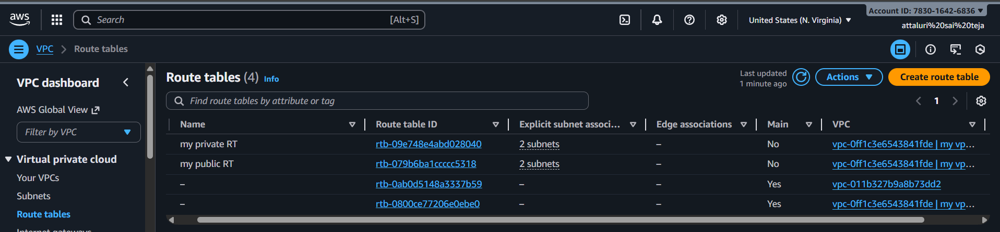 aws
Search [Alt+S]
United States (N. Virginia)
Account ID: 7830-1642-6836
attaluri%20sai%20teja
VPC
Route tables
VPC dashboard
AWS Global View
Filter by VPC
Virtual private cloud
Your VPCs
Subnets
Route tables
Internet gateways
Route tables (4) Info
Last updated
1 minute ago
Actions
Create route table
Find route tables by attribute or tag
1
Name Route table ID Explicit subnet associ... Edge associations Main VPC
my private RT rtb-09e748e4abd028040 2 subnets – No vpc-0ff1c3e6543841fde | my vp...
my public RT rtb-079b6ba1ccccc5318 2 subnets – No vpc-0ff1c3e6543841fde | my vp...
– rtb-0ab0d5148a3337b59 – – Yes vpc-011b327b9a8b73dd2
– rtb-0800ce77206e0ebe0 – – Yes vpc-0ff1c3e6543841fde | my vp...